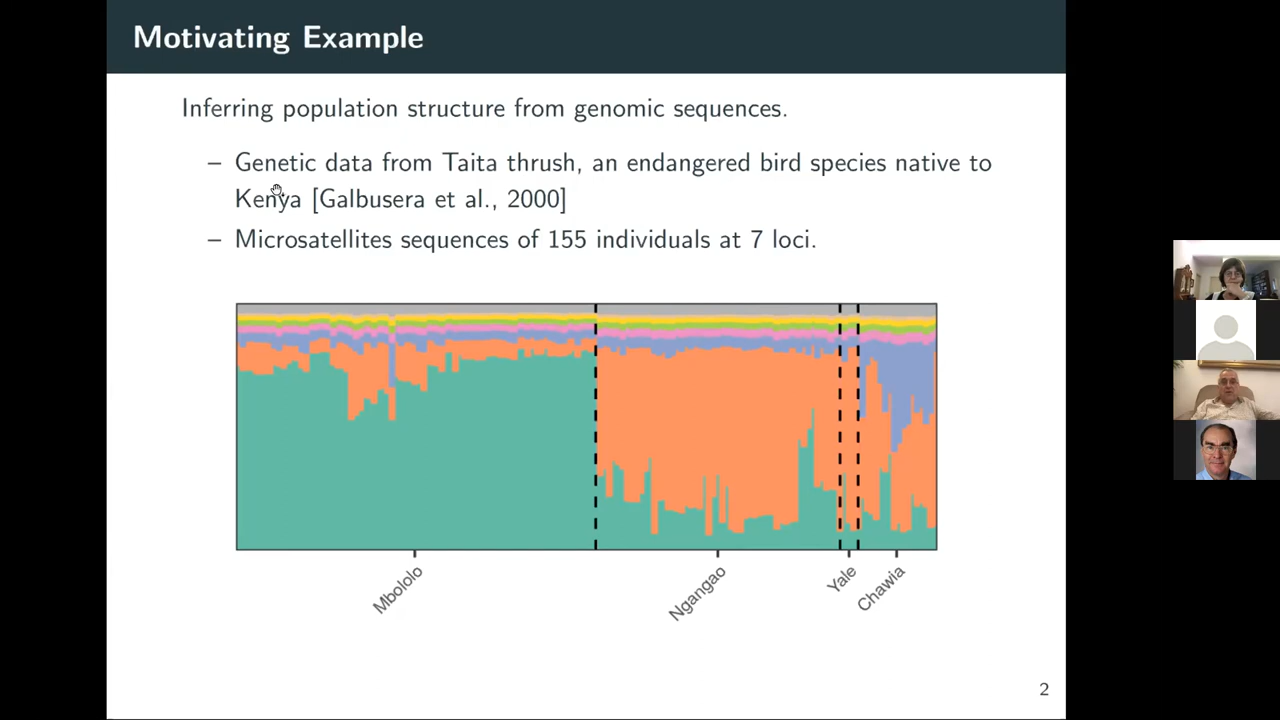 Motivating Example
Inferring population structure from genomic sequences.
– Genetic data from Taita thrush, an endangered bird species native to
Kenya [Galbusera et al., 2000]
– Microsatellites sequences of 155 individuals at 7 loci.
Mbololo
Ngangao
Yale
Chawia
2